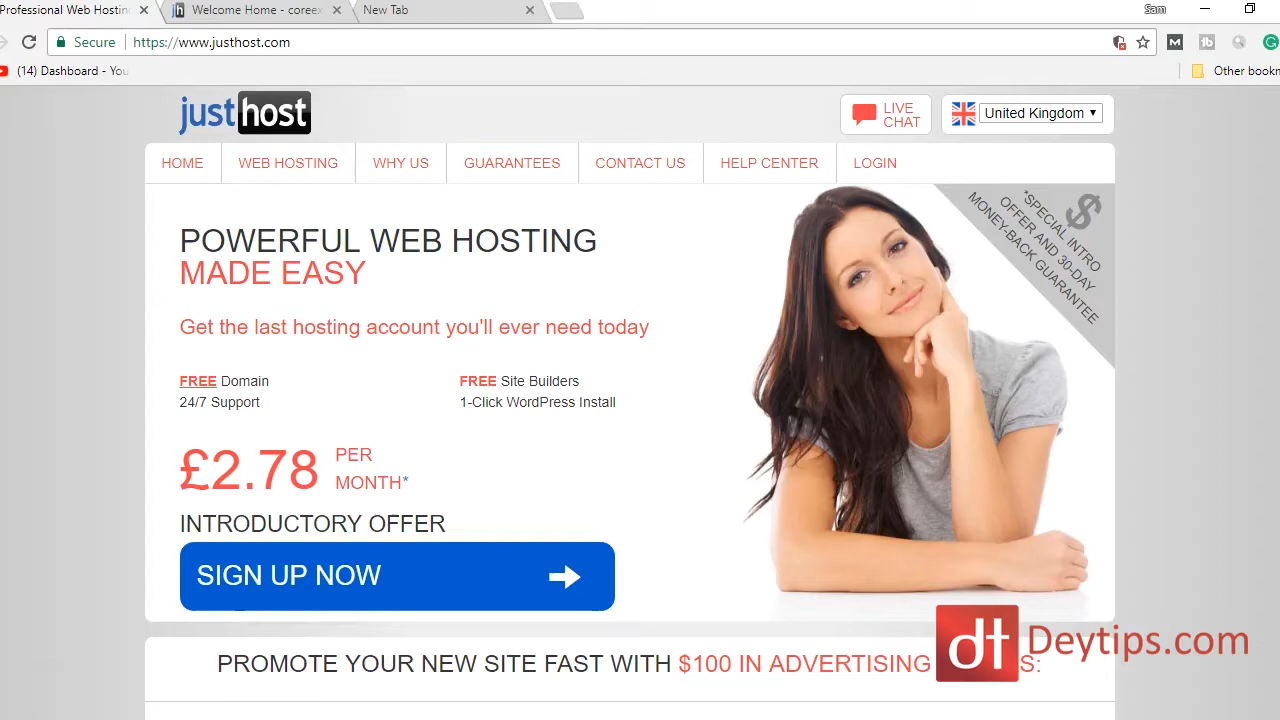 Professional Web Hosting
Welcome Home - coree
New Tab
Sam
Secure
https://www.justhost.com
(14) Dashboard - You
Other bookm
justhost
LIVE
CHAT
United Kingdom
HOME
WEB HOSTING
WHY US
GUARANTEES
CONTACT US
HELP CENTER
LOGIN
POWERFUL WEB HOSTING
MADE EASY
Get the last hosting account you'll ever need today
FREE Domain
FREE Site Builders
24/7 Support
1-Click WordPress Install
£2.78
PER
MONTH*
INTRODUCTORY OFFER
SIGN UP NOW
$
*SPECIAL INTRO
OFFER AND 30-DAY
MONEY-BACK GUARANTEE
PROMOTE YOUR NEW SITE FAST WITH $100 IN ADVERTISING
S:
dt Deytips.com